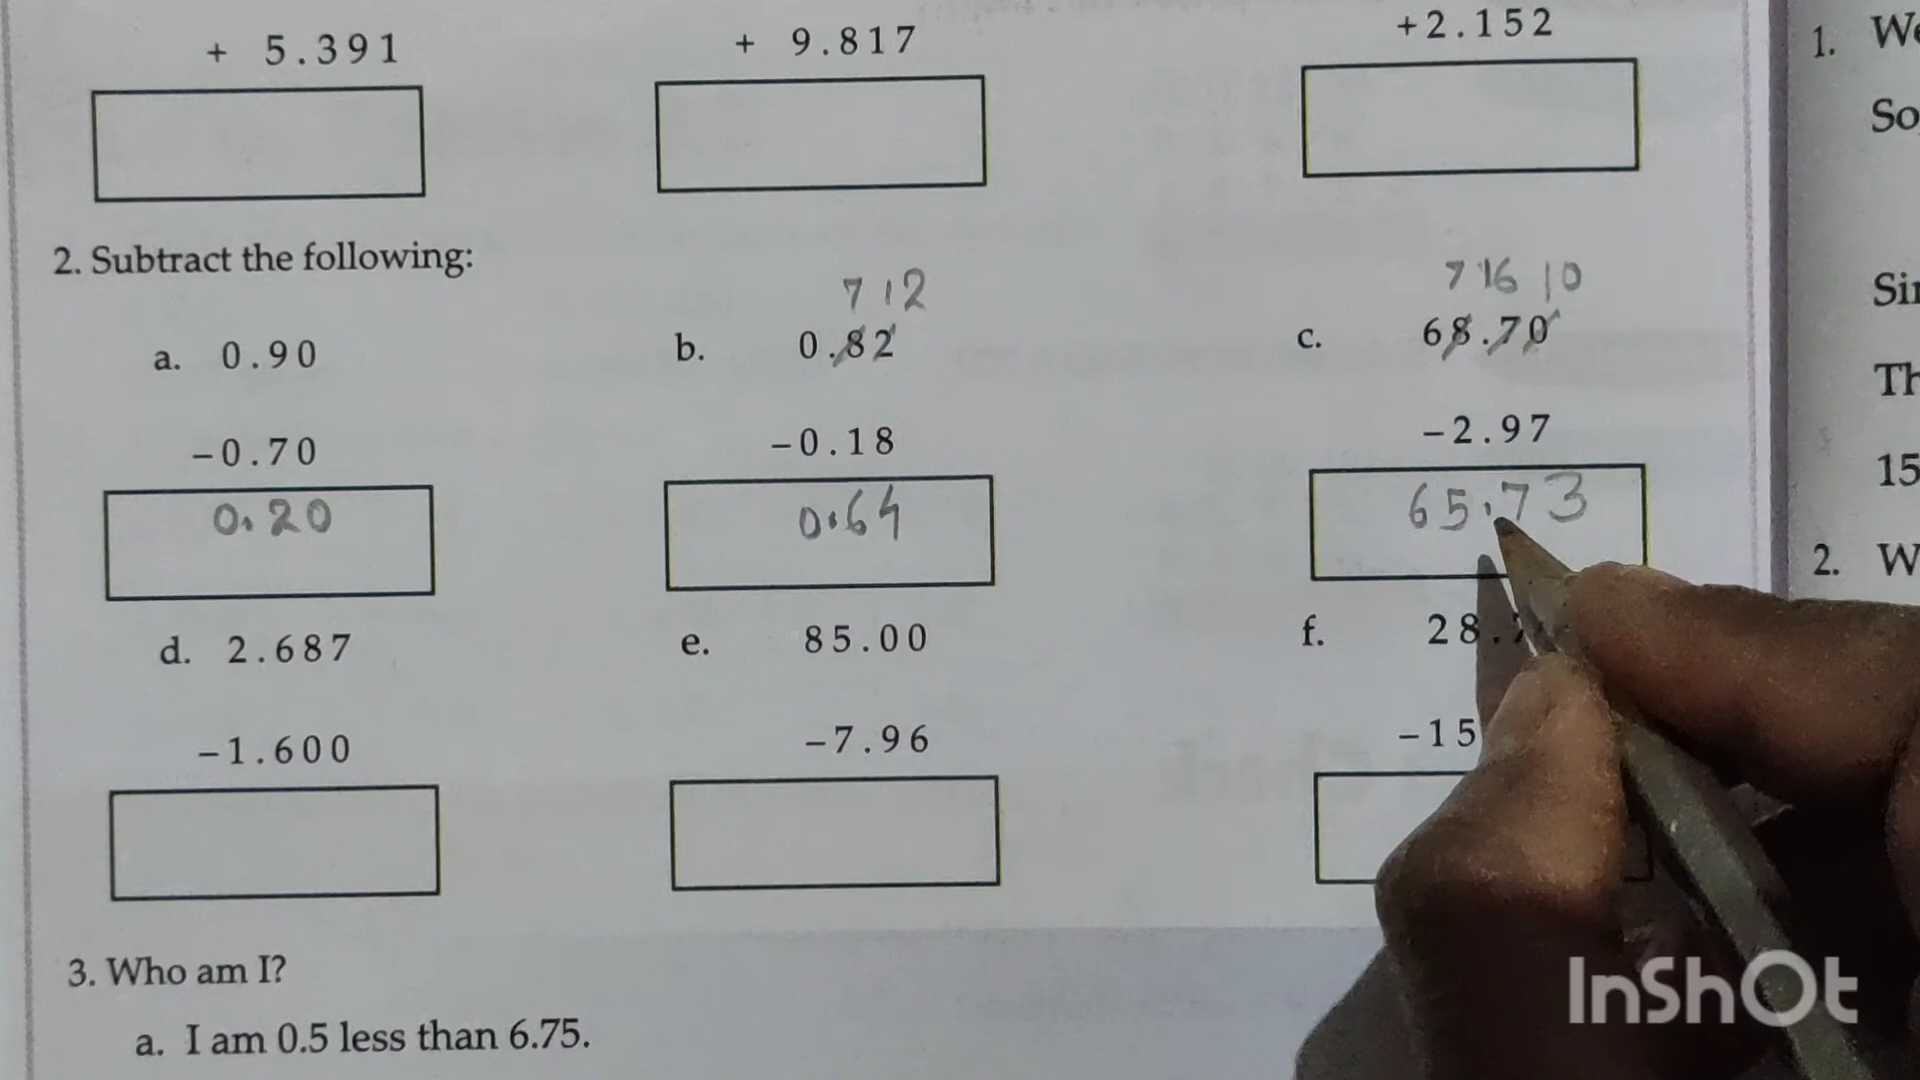 + 5.391 + 9.817 +2.152
1. We
So
2. Subtract the following:
7 12 7 16 10
Sin
a. 0.90 b. 0.82 c. 68.70
Th
-0.70 -0.18 -2.97
15
0.20 0.64 65.73
2. W
d. 2.687 e. 85.00 f. 28.
-1.600 -7.96 -15
3. Who am I?
a. I am 0.5 less than 6.75.
InShOt